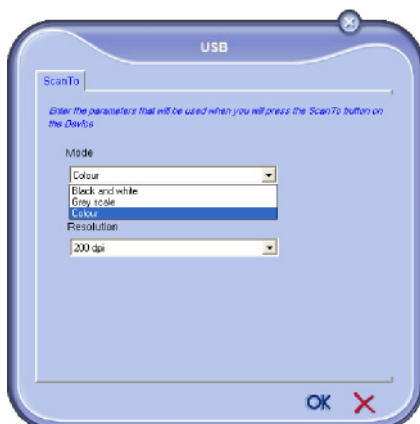 USB
ScanTo
Enter the parameters that will be used when you will press the ScanTo button on
the Device
Mode
Colour
Black and white
Grey scale
Colour
Resolution
200 dpi
OK